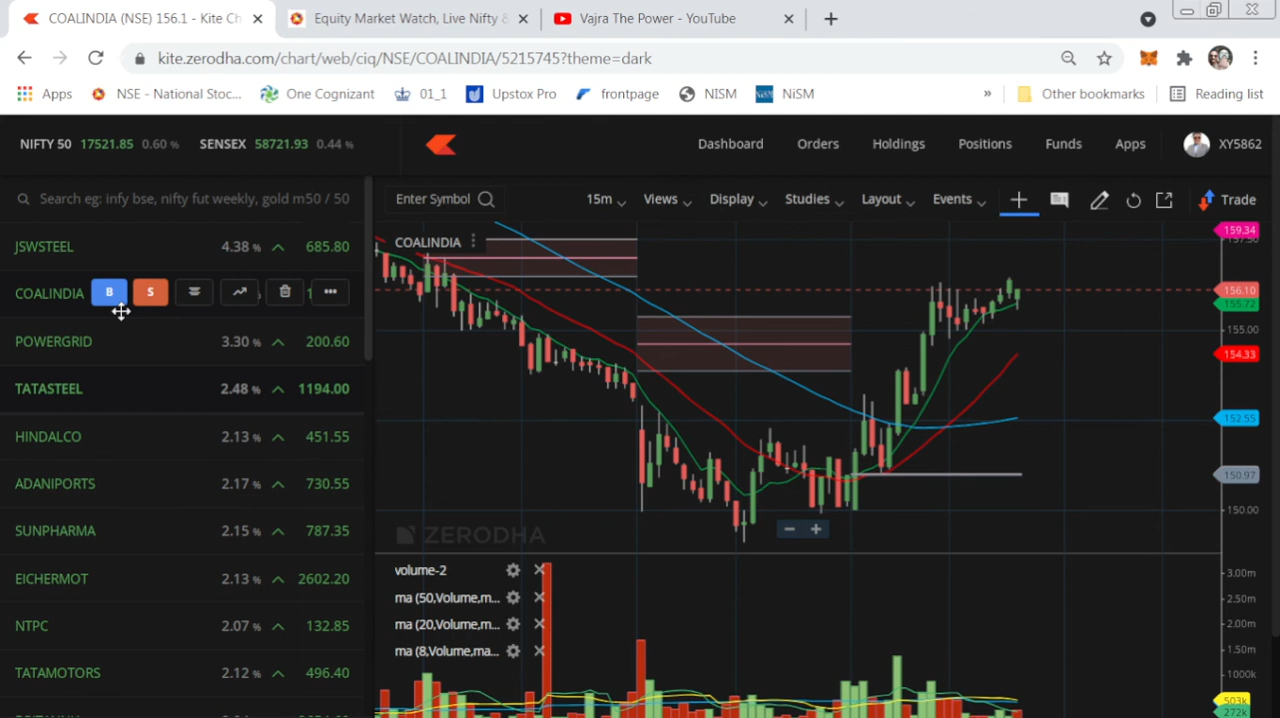 COALINDIA (NSE) 156.1 - Kite Ch
Equity Market Watch, Live Nifty &
Vajra The Power - YouTube
kite.zerodha.com/chart/web/ciq/NSE/COALINDIA/5215745?theme=dark
Apps
NSE - National Stoc...
One Cognizant
01_1
Upstox Pro
frontpage
NISM
NiSM
»
Other bookmarks
Reading list
NIFTY 50 17521.85 0.60 % SENSEX 58721.93 0.44 %
Dashboard Orders Holdings Positions Funds Apps XY5862
Search eg: infy bse, nifty fut weekly, gold m
50 / 50
Enter Symbol
15m Views Display Studies Layout Events Trade
JSWSTEEL 4.38 % 685.80
COALINDIA B S
POWERGRID 3.30 % 200.60
TATASTEEL 2.48 % 1194.00
HINDALCO 2.13 % 451.55
ADANIPORTS 2.17 % 730.55
SUNPHARMA 2.15 % 787.35
EICHERMOT 2.13 % 2602.20
NTPC 2.07 % 132.85
TATAMOTORS 2.12 % 496.40
COALINDIA
159.34
157.50
156.10
155.72
155.00
154.33
152.55
150.97
150.00
ZERODHA
volume-2
ma (50,Volume,m...
ma (20,Volume,m...
ma (8,Volume,ma...
3.00m
2.50m
2.00m
1.50m
1000k
503k
272k